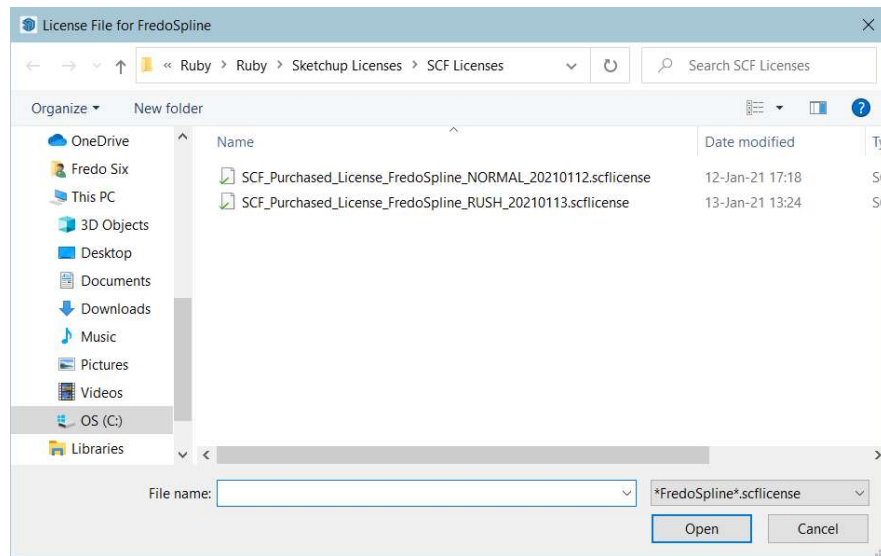 License File for FredoSpline
« Ruby > Ruby > Sketchup Licenses > SCF Licenses
Search SCF Licenses
Organize
New folder
OneDrive
Fredo Six
This PC
3D Objects
Desktop
Documents
Downloads
Music
Pictures
Videos
OS (C:)
Libraries
Name
Date modified
SCF_Purchased_License_FredoSpline_NORMAL_20210112.scflicense 12-Jan-21 17:18
SCF_Purchased_License_FredoSpline_RUSH_20210113.scflicense 13-Jan-21 13:24
File name:
*FredoSpline*.scflicense
Open
Cancel